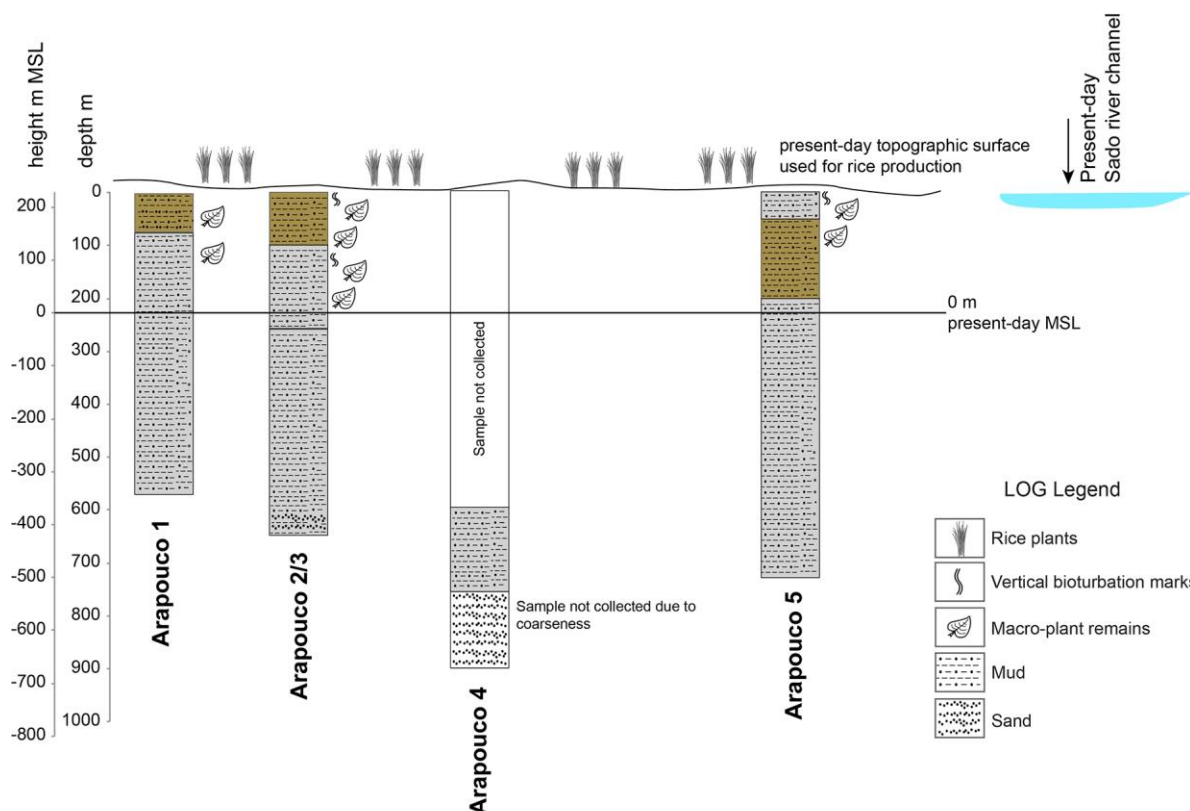 height m MSL
depth m
200
100
0
-100
-200
-300
-400
-500
-600
-700
-800
0
100
200
300
400
500
600
700
800
900
1000
present-day topographic surface
used for rice production
Present-day
Sado river channel
0 m
present-day MSL
Sample not collected
Sample not collected due to
coarseness
Arapouco 1
Arapouco 2/3
Arapouco 4
Arapouco 5
LOG Legend
Rice plants
Vertical bioturbation marks
Macro-plant remains
Mud
Sand